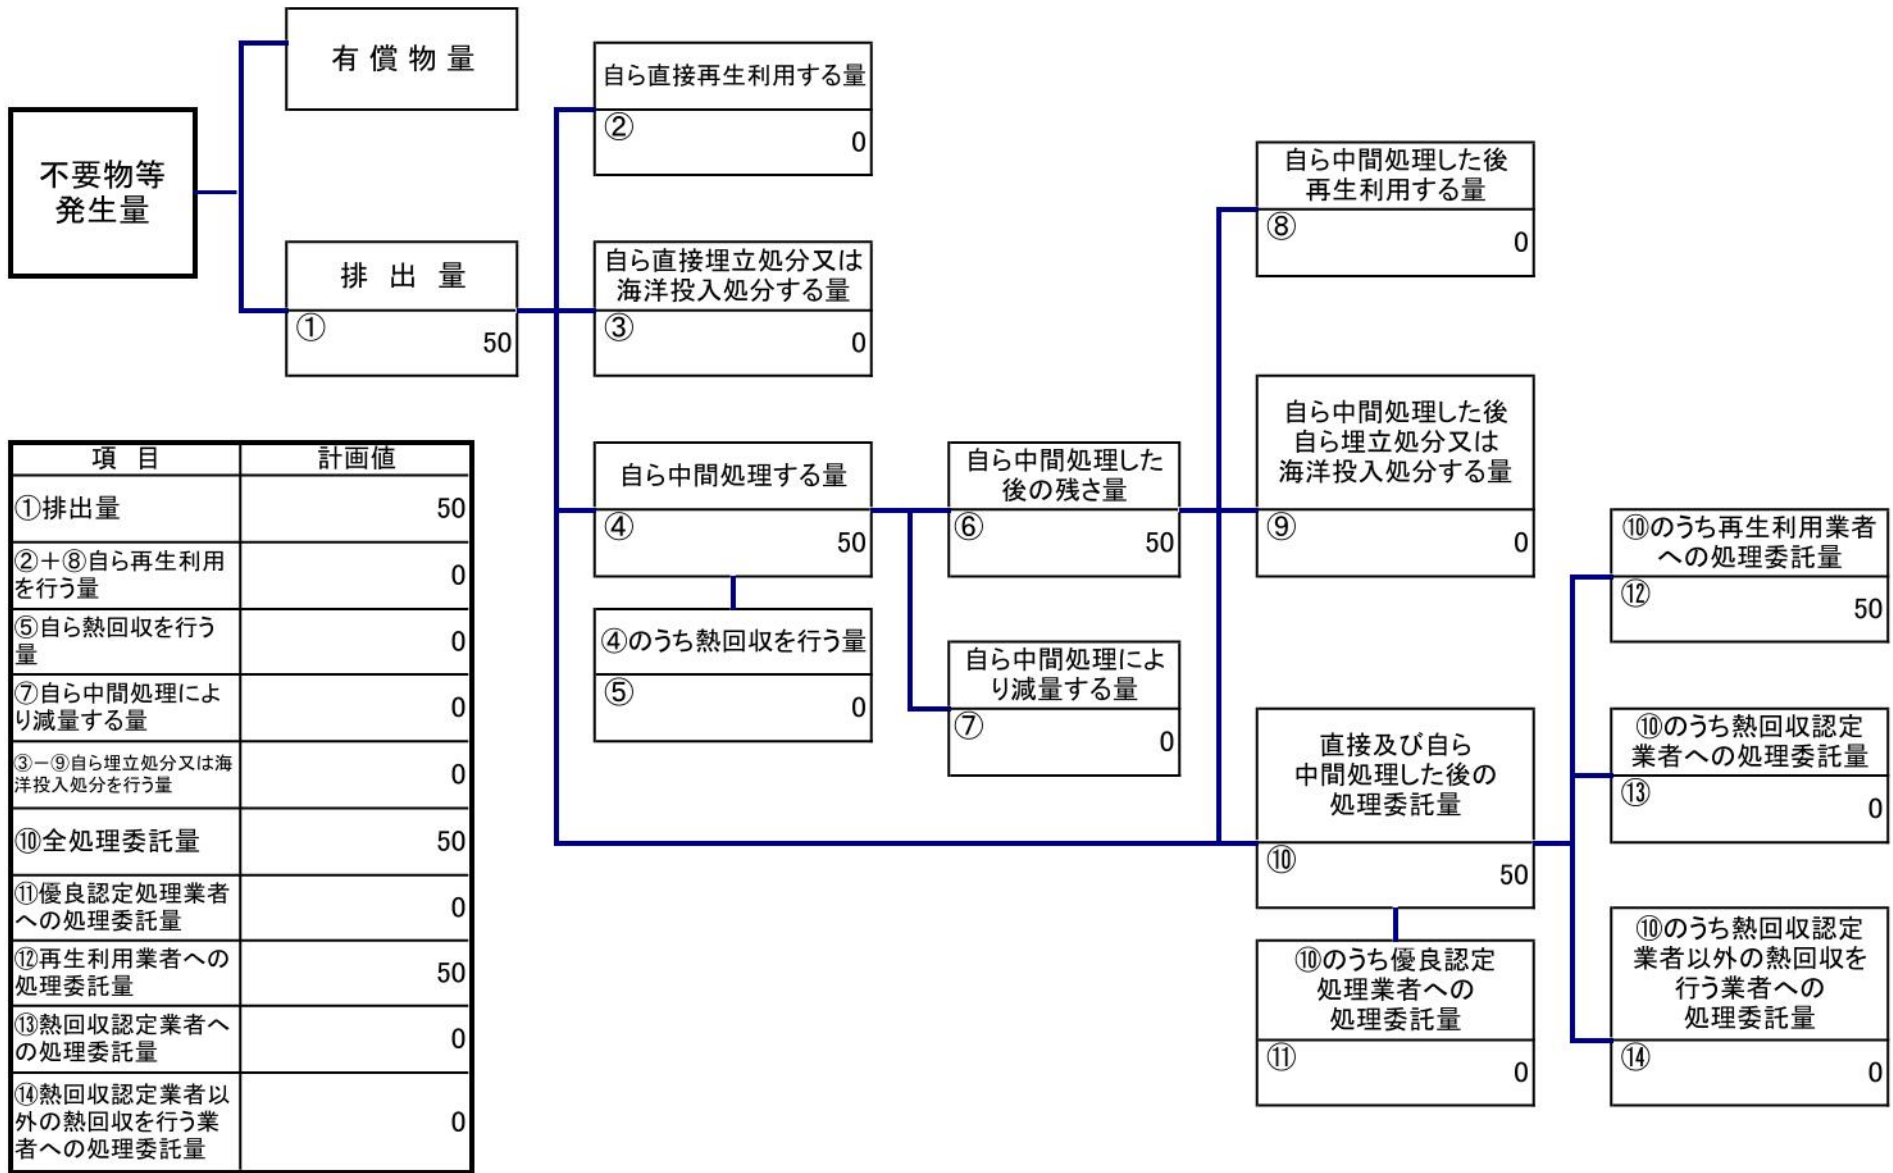 有 償 物 量
不要物等
発生量
排 出 量
①
50
自ら直接再生利用する量
②
0
自ら直接埋立処分又は
海洋投入処分する量
③
0
自ら中間処理する量
④
50
④のうち熱回収を行う量
⑤
0
自ら中間処理した
後の残さ量
⑥
50
自ら中間処理によ
り減量する量
⑦
0
自ら中間処理した後
再生利用する量
⑧
0
自ら中間処理した後
自ら埋立処分又は
海洋投入処分する量
⑨
0
直接及び自ら
中間処理した後の
処理委託量
⑩
50
⑩のうち優良認定
処理業者への
処理委託量
⑪
0
⑩のうち再生利用業者
への処理委託量
⑫
50
⑩のうち熱回収認定
業者への処理委託量
⑬
0
⑩のうち熱回収認定
業者以外の熱回収を
行う業者への
処理委託量
⑭
0
項 目 計画値
①排出量 50
②＋⑧自ら再生利用
を行う量 0
⑤自ら熱回収を行う
量 0
⑦自ら中間処理によ
り減量する量 0
③－⑨自ら埋立処分又は海
洋投入処分を行う量 0
⑩全処理委託量 50
⑪優良認定処理業者
への処理委託量 0
⑫再生利用業者への
処理委託量 50
⑬熱回収認定業者へ
の処理委託量 0
⑭熱回収認定業者以
外の熱回収を行う業
者への処理委託量 0